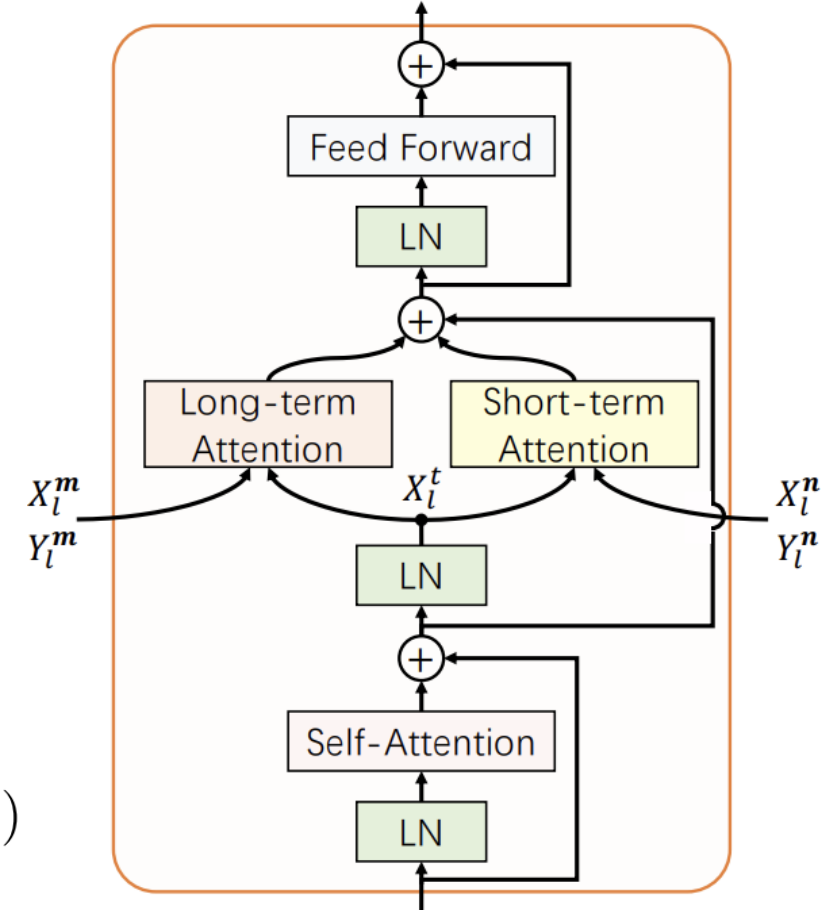 +
Feed Forward
LN
+
Long-term
Attention
Short-term
Attention
X_l^m
Y_l^m
X_l^t
X_l^n
Y_l^n
LN
+
Self-Attention
LN
)